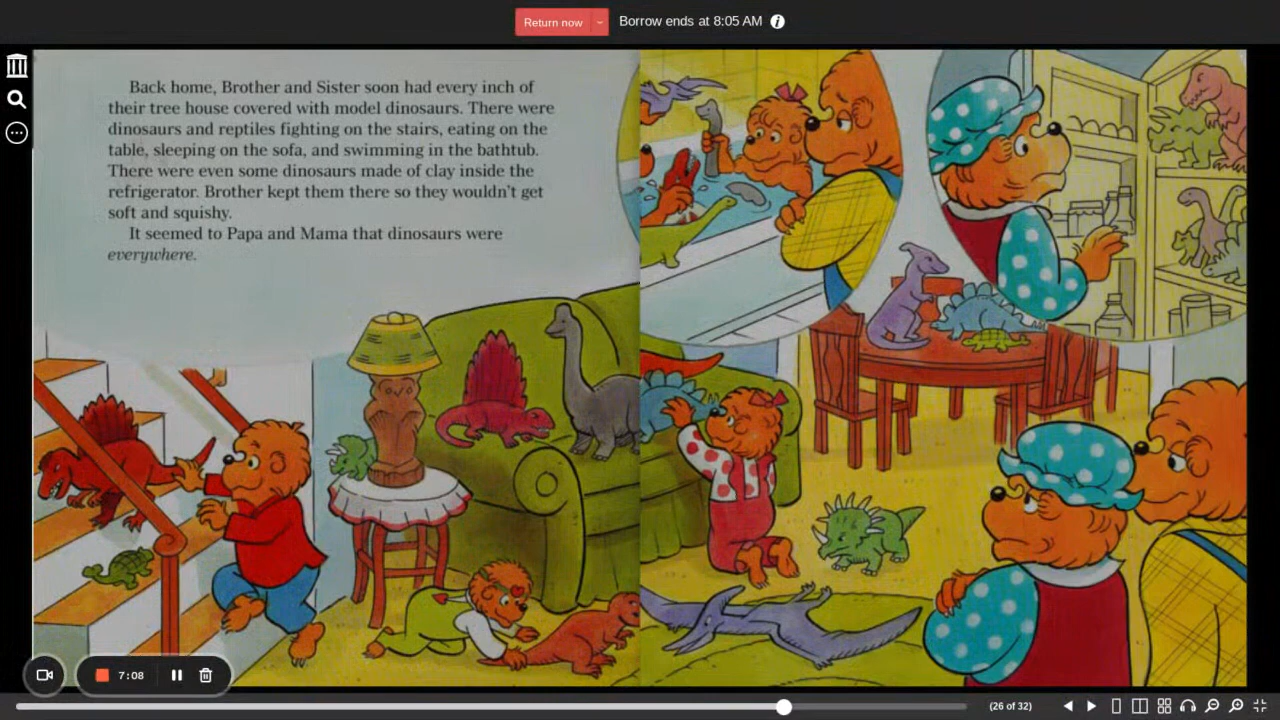 Return now
Borrow ends at 8:05 AM
Back home, Brother and Sister soon had every inch of
their tree house covered with model dinosaurs. There were
dinosaurs and reptiles fighting on the stairs, eating on the
table, sleeping on the sofa, and swimming in the bathtub.
There were even some dinosaurs made of clay inside the
refrigerator. Brother kept them there so they wouldn't get
soft and squishy.
It seemed to Papa and Mama that dinosaurs were
everywhere.
7:08
(26 of 32)